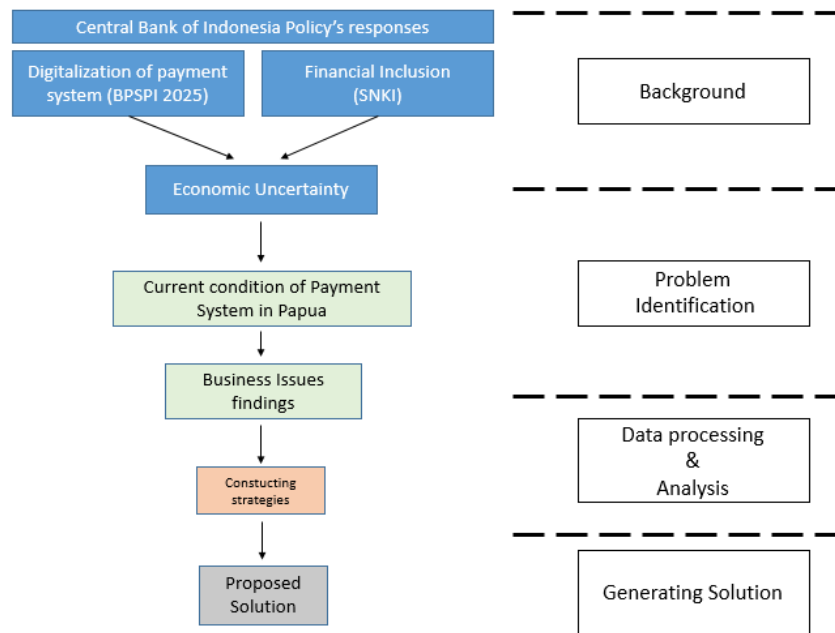 Central Bank of Indonesia Policy's responses
Digitalization of payment
system (BPSPI 2025)
Financial Inclusion
(SNKI)
Background
Economic Uncertainty
Current condition of Payment
System in Papua
Problem
Identification
Business Issues
findings
Data processing
&
Analysis
Constucting
strategies
Proposed
Solution
Generating Solution